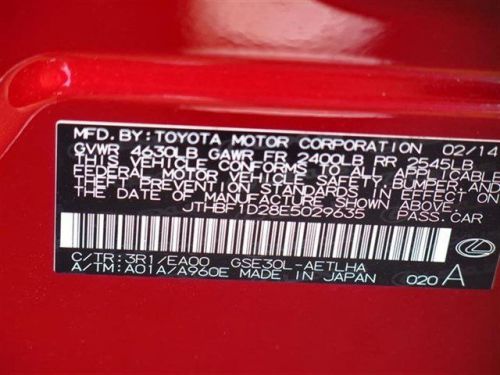 MFD.BY: TOYOTA MOTOR CORPORATION 02/14
GVWR 4630LB GAWR FR 2400LB RR 2545LB
THIS VEHICLE CONFORMS TO ALL APPLICABLE
FEDERAL MOTOR VEHICLE SAFETY, BUMPER, AND
THEFT PREVENTION STANDARDS IN EFFECT ON
THE DATE OF MANUFACTURE SHOWN ABOVE.
JTHBF1D28E5029635 PASS.CAR
C/TR: 3R1/EA00 GSE30L-AETLHA
A/TM: A01A/A960E MADE IN JAPAN 020 A